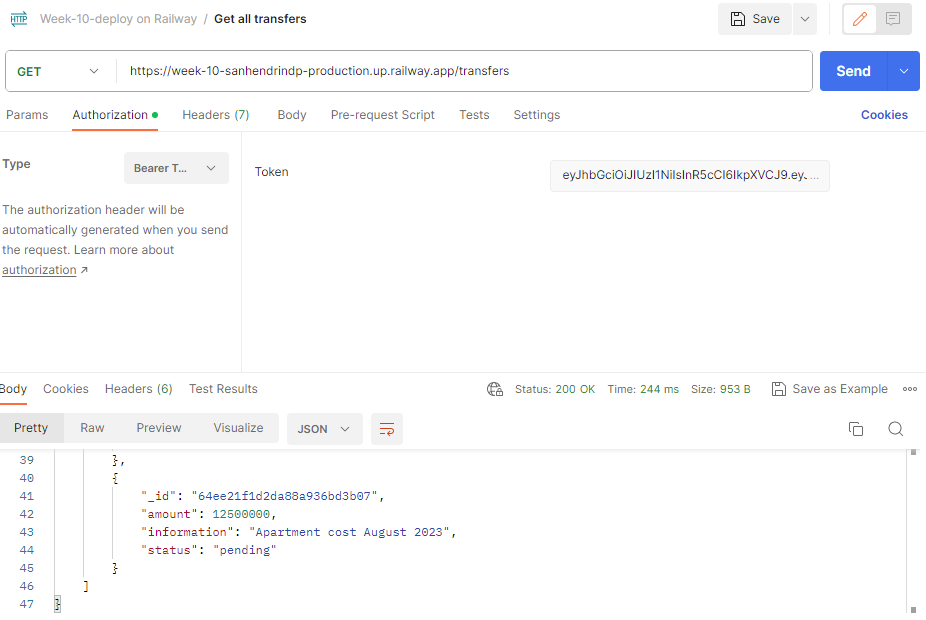 HTTP Week-10-deploy on Railway / Get all transfers Save
GET https://week-10-sanhendrindp-production.up.railway.app/transfers Send
Params Authorization Headers (7) Body Pre-request Script Tests Settings Cookies
Type Bearer T... Token eyJhbGciOiJIUzI1NiIsInR5cCI6IkpXVCJ9.ey. ...
The authorization header will be
automatically generated when you send
the request. Learn more about
authorization ↗
Body Cookies Headers (6) Test Results Status: 200 OK Time: 244 ms Size: 953 B Save as Example
Pretty Raw Preview Visualize JSON
39 },
40 {
41 "_id": "64ee21f1d2da88a936bd3b07",
42 "amount": 12500000,
43 "information": "Apartment cost August 2023",
44 "status": "pending"
45 }
46 ]
47 }